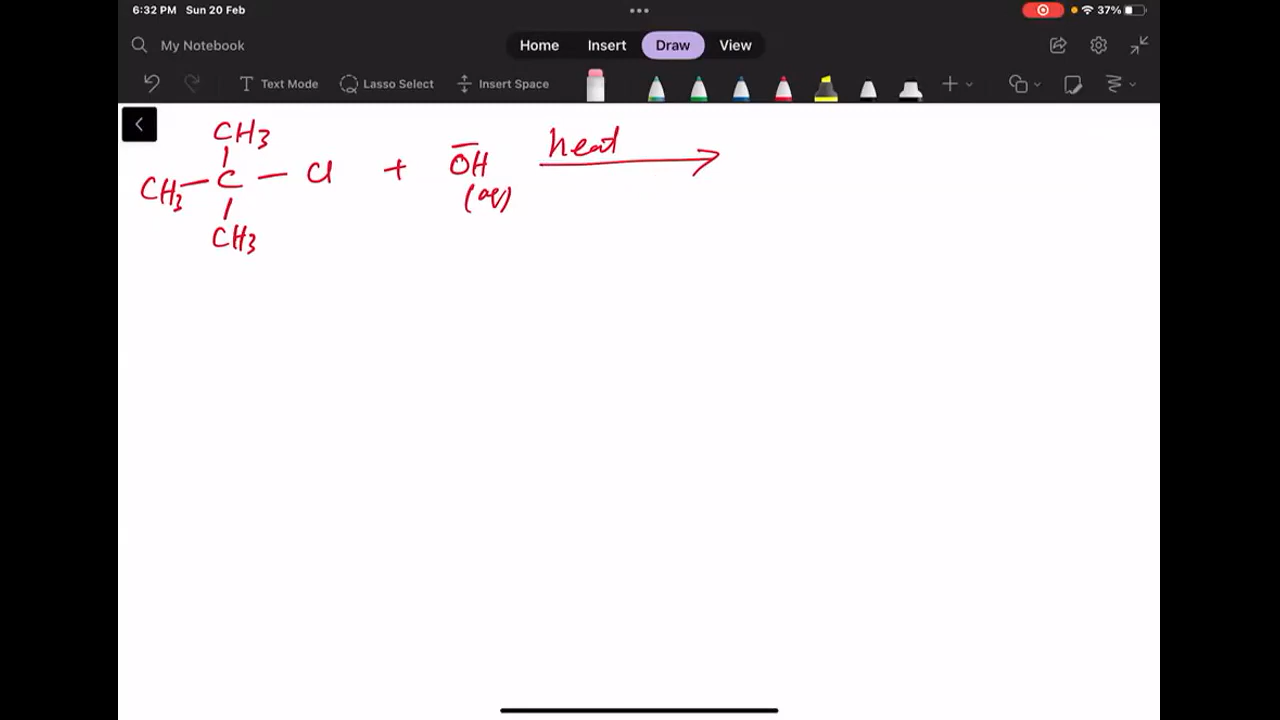 6:32 PM Sun 20 Feb
37%
My Notebook
Home Insert Draw View
Text Mode Lasso Select Insert Space
CH3
CH3 — C — Cl + OH⁻ heat
(aq)
CH3